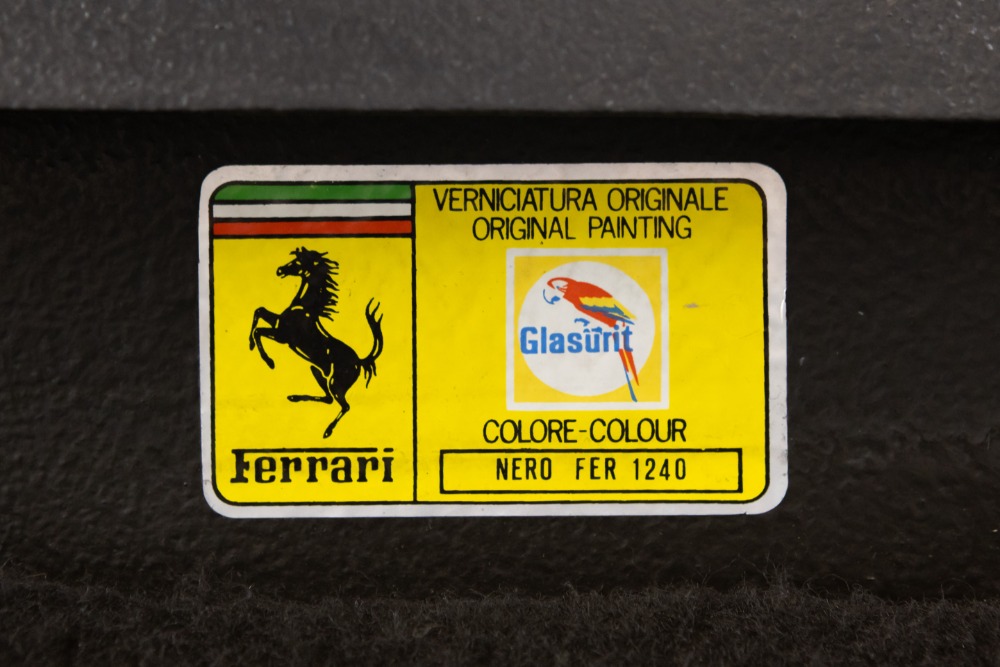 VERNICIATURA ORIGINALE
ORIGINAL PAINTING
Glasurit
COLORE-COLOUR
NERO FER 1240
Ferrari